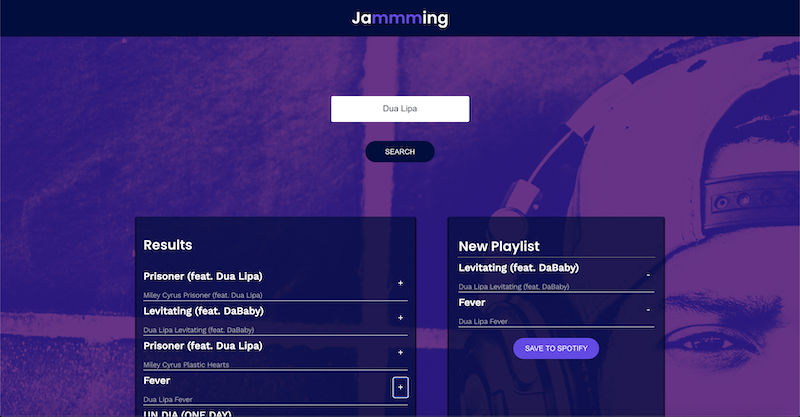 Jammming
Dua Lipa
SEARCH
Results
Prisoner (feat. Dua Lipa)
Miley Cyrus Prisoner (feat. Dua Lipa)
+
Levitating (feat. DaBaby)
Dua Lipa Levitating (feat. DaBaby)
+
Prisoner (feat. Dua Lipa)
Miley Cyrus Plastic Hearts
+
Fever
Dua Lipa Fever
+
UN DIA (ONE DAY)
New Playlist
Levitating (feat. DaBaby)
Dua Lipa Levitating (feat. DaBaby)
-
Fever
Dua Lipa Fever
-
SAVE TO SPOTIFY